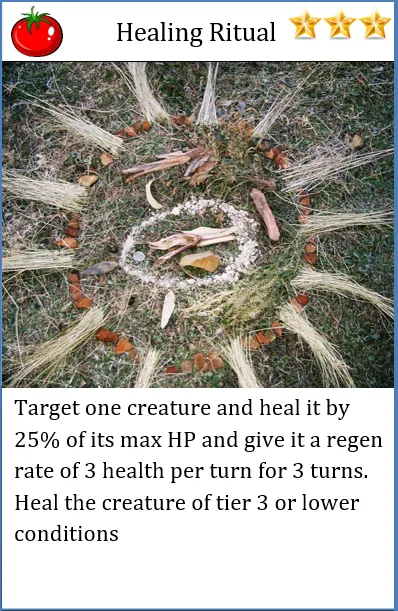 Healing Ritual
Target one creature and heal it by
25% of its max HP and give it a regen
rate of 3 health per turn for 3 turns.
Heal the creature of tier 3 or lower
conditions